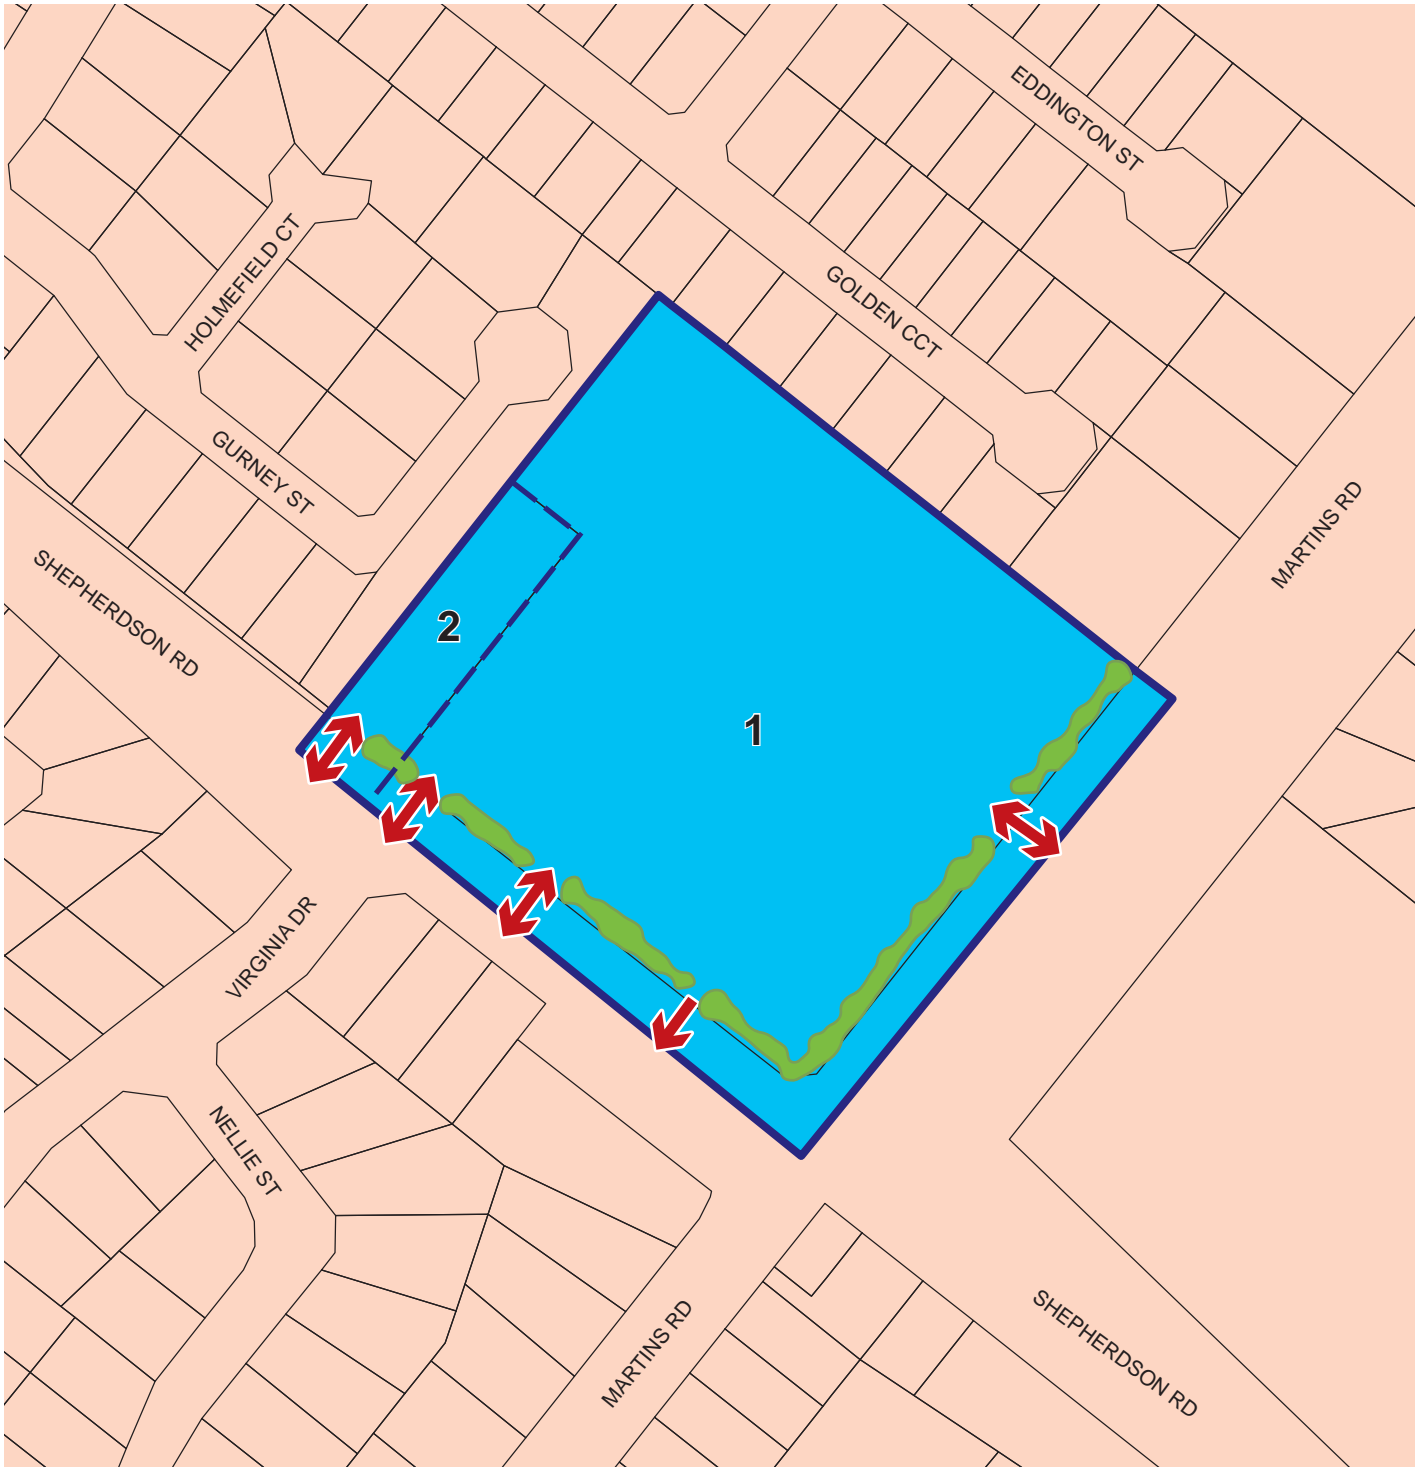 EDDINGTON ST
HOLMEFIELD CT
GOLDEN CCT
GURNEY ST
MARTINS RD
SHEPHERDSON RD
2
1
VIRGINIA DR
NELLIE ST
MARTINS RD
SHEPHERDSON RD